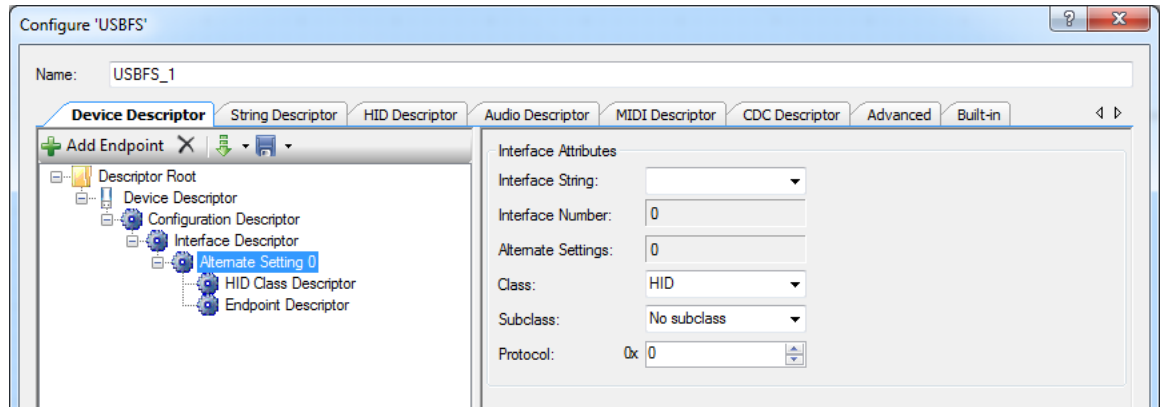 Configure 'USBFS'
Name: USBFS_1
Device Descriptor String Descriptor HID Descriptor Audio Descriptor MIDI Descriptor CDC Descriptor Advanced Built-in
Add Endpoint
Descriptor Root
Device Descriptor
Configuration Descriptor
Interface Descriptor
Alternate Setting 0
HID Class Descriptor
Endpoint Descriptor
Interface Attributes
Interface String:
Interface Number: 0
Alternate Settings: 0
Class: HID
Subclass: No subclass
Protocol: 0x 0